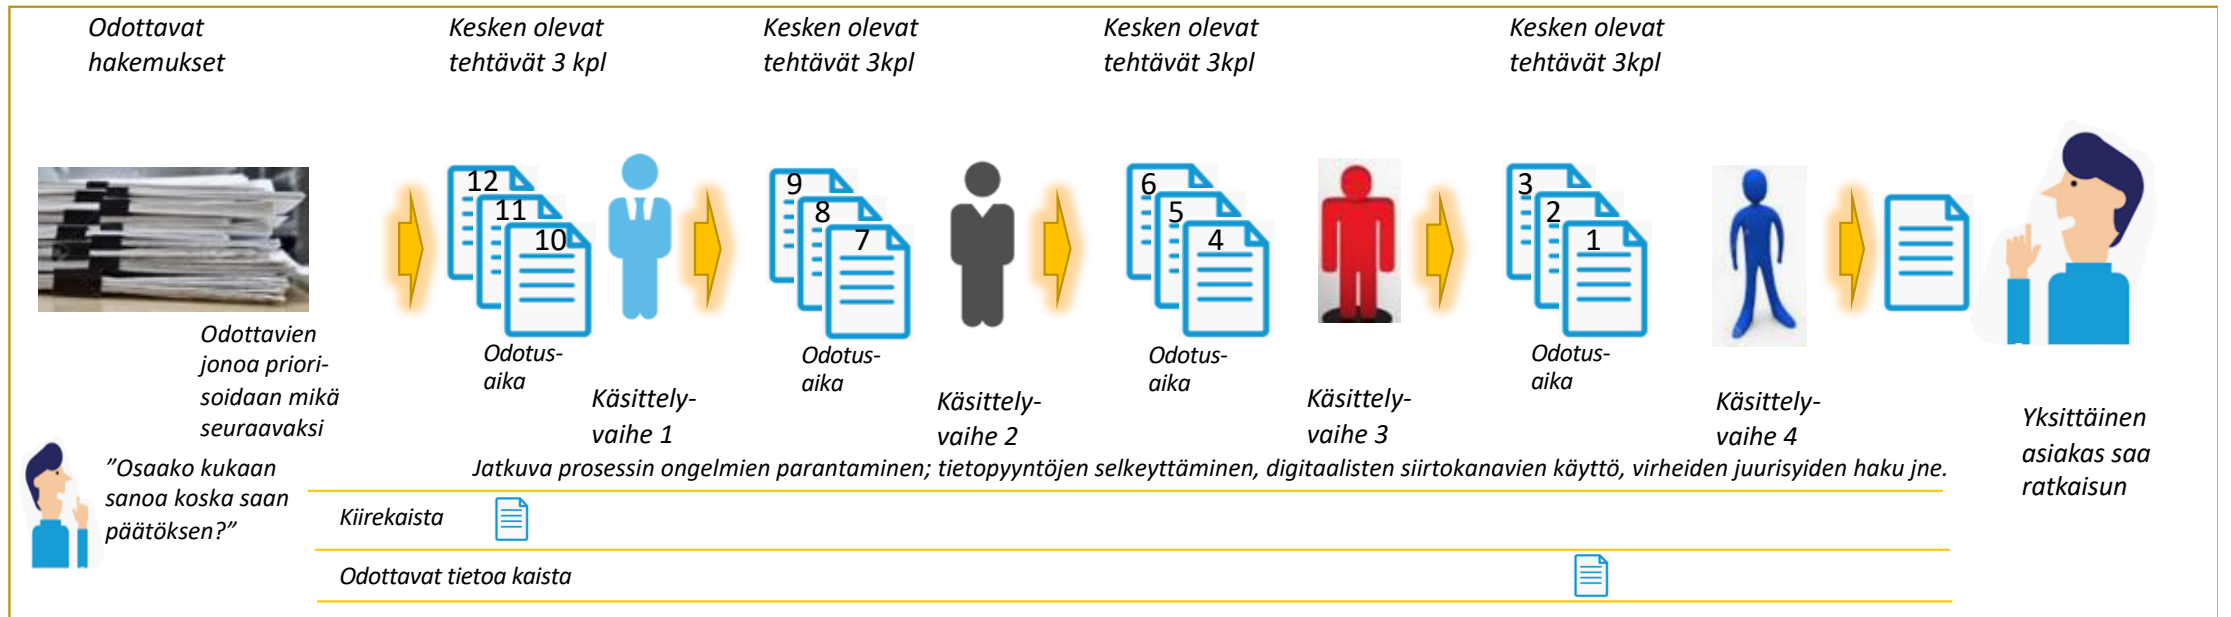 Odottavat
hakemukset
Kesken olevat
tehtävät 3 kpl
Kesken olevat
tehtävät 3kpl
Kesken olevat
tehtävät 3kpl
Kesken olevat
tehtävät 3kpl
12
11
10
9
8
7
6
5
4
3
2
1
Odottavien
jonoa priori-
soidaan mikä
seuraavaksi
Odotus-
aika
Käsittely-
vaihe 1
Odotus-
aika
Käsittely-
vaihe 2
Odotus-
aika
Käsittely-
vaihe 3
Odotus-
aika
Käsittely-
vaihe 4
Yksittäinen
asiakas saa
ratkaisun
”Osaako kukaan
sanoa koska saan
päätöksen?”
Jatkuva prosessin ongelmien parantaminen; tietopyyntöjen selkeyttäminen, digitaalisten siirtokanavien käyttö, virheiden juurisyiden haku jne.
Kiirekaista
Odottavat tietoa kaista